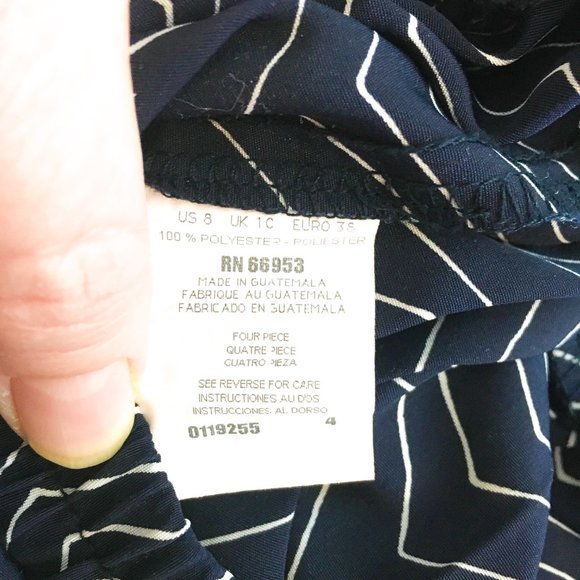 US 8 UK 10 EURO 38
100 % POLYESTER - POLIESTER
RN 66953
MADE IN GUATEMALA
FABRIQUE AU GUATEMALA
FABRICADO EN GUATEMALA
FOUR PIECE
QUATRE PIECE
CUATRO PIEZA
SEE REVERSE FOR CARE
INSTRUCTIONES AU DOS
INSTRUCCIONES AL DORSO
0119255 4